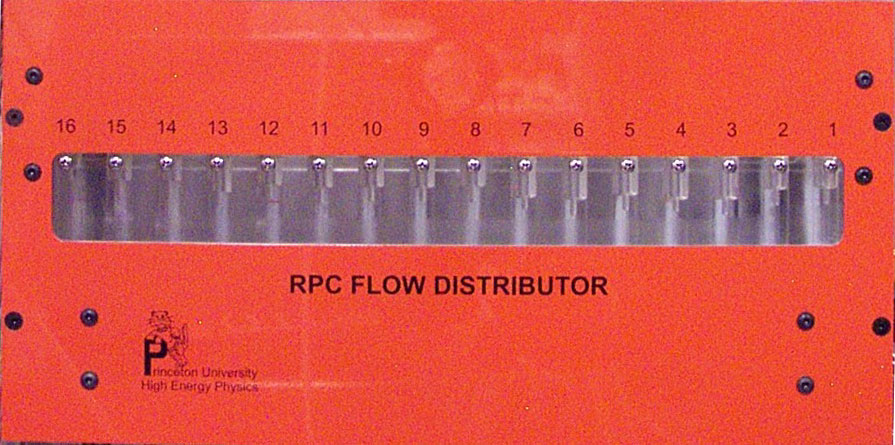 16 15 14 13 12 11 10 9 8 7 6 5 4 3 2 1
RPC FLOW DISTRIBUTOR
Princeton University
High Energy Physics